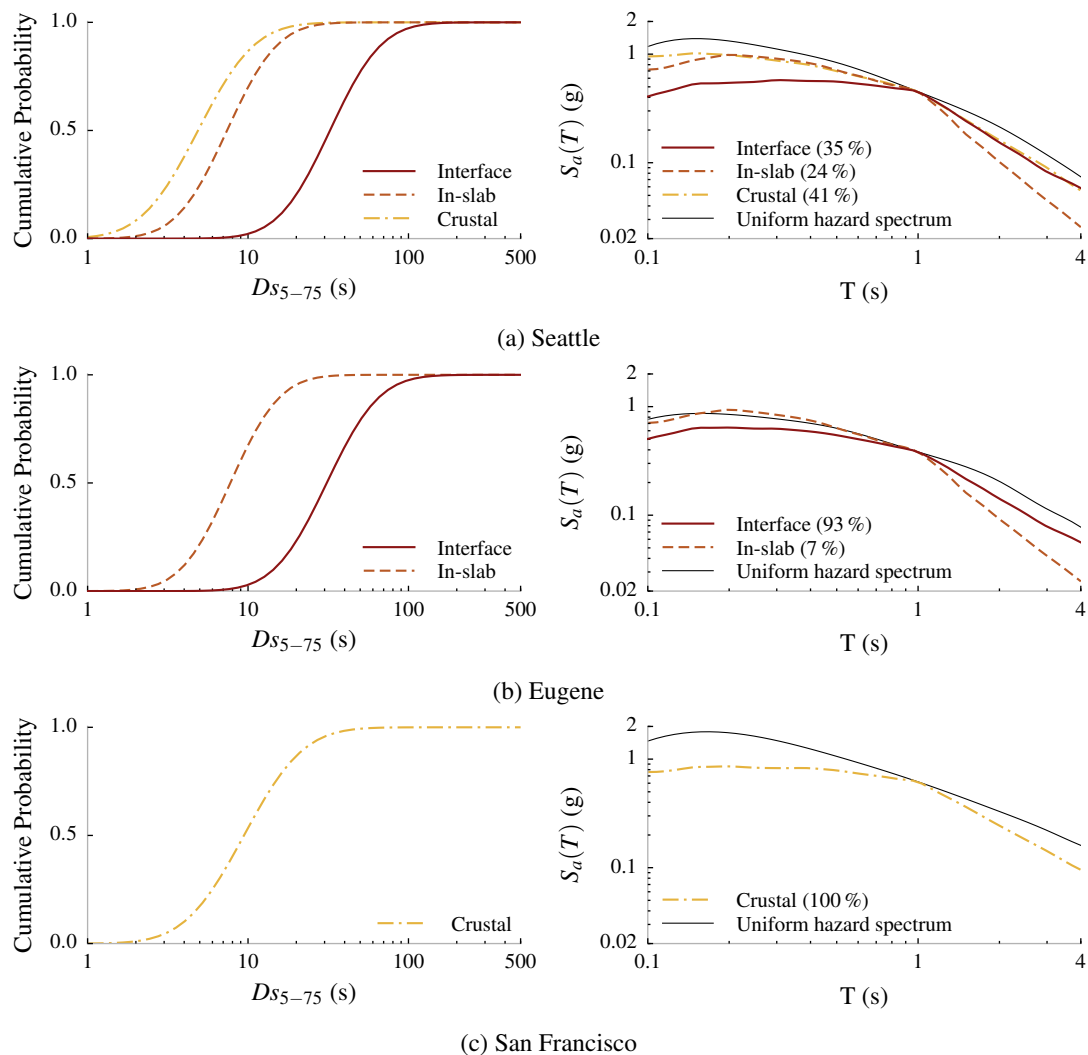 Cumulative Probability
1.0
0.5
0.0
1
10
100
500
Ds5−75 (s)
Interface
In-slab
Crustal
Sa(T) (g)
2
1
0.1
0.02
0.1
1
4
T (s)
Interface (35 %)
In-slab (24 %)
Crustal (41 %)
Uniform hazard spectrum
(a) Seattle
Cumulative Probability
1.0
0.5
0.0
1
10
100
500
Ds5−75 (s)
Interface
In-slab
Sa(T) (g)
2
1
0.1
0.02
0.1
1
4
T (s)
Interface (93 %)
In-slab (7 %)
Uniform hazard spectrum
(b) Eugene
Cumulative Probability
1.0
0.5
0.0
1
10
100
500
Ds5−75 (s)
Crustal
Sa(T) (g)
2
1
0.1
0.02
0.1
1
4
T (s)
Crustal (100 %)
Uniform hazard spectrum
(c) San Francisco